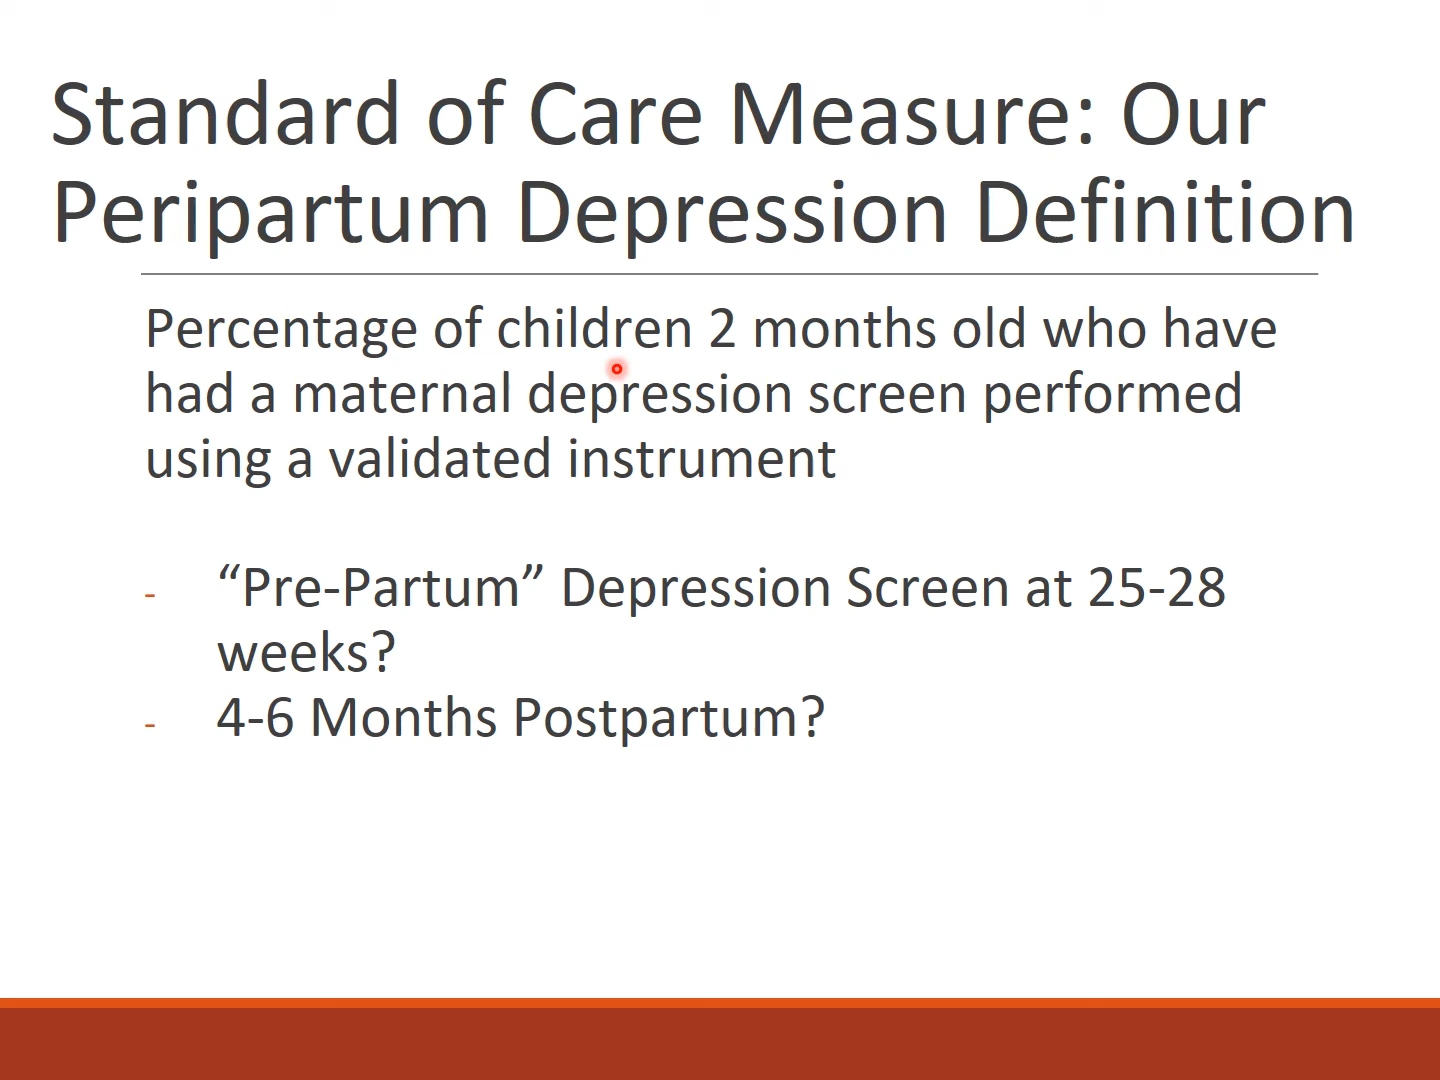 Standard of Care Measure: Our
Peripartum Depression Definition
Percentage of children 2 months old who have
had a maternal depression screen performed
using a validated instrument
- “Pre-Partum” Depression Screen at 25-28
weeks?
- 4-6 Months Postpartum?